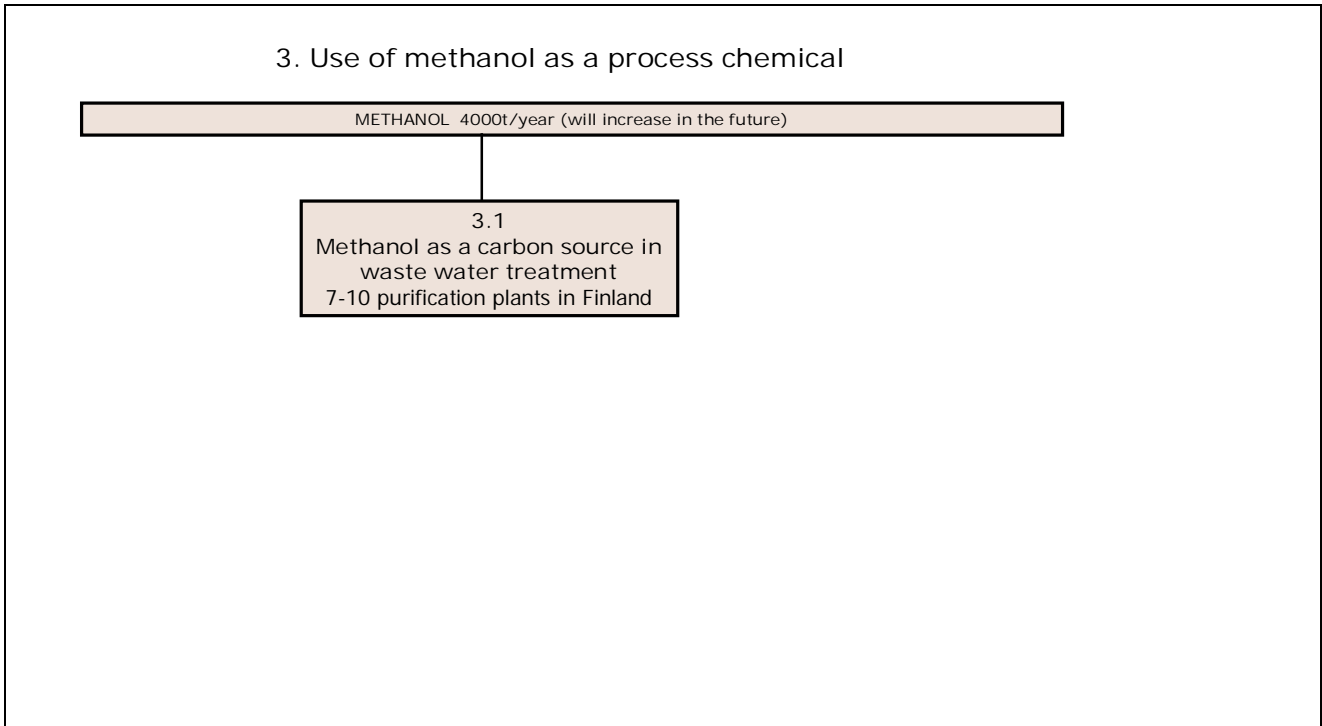 3. Use of methanol as a process chemical
METHANOL 4000t/year (will increase in the future)
3.1
Methanol as a carbon source in
waste water treatment
7-10 purification plants in Finland